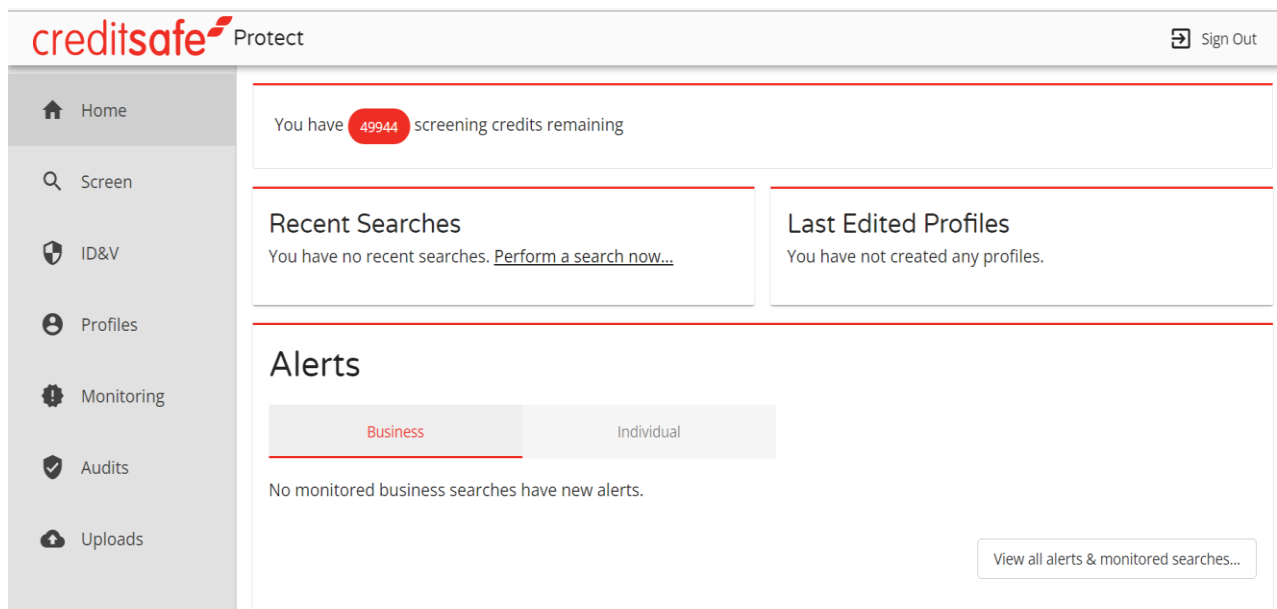 creditsafe Protect
Sign Out
Home
Screen
ID&V
Profiles
Monitoring
Audits
Uploads
You have 49944 screening credits remaining
Recent Searches
You have no recent searches. Perform a search now...
Last Edited Profiles
You have not created any profiles.
Alerts
Business
Individual
No monitored business searches have new alerts.
View all alerts & monitored searches...